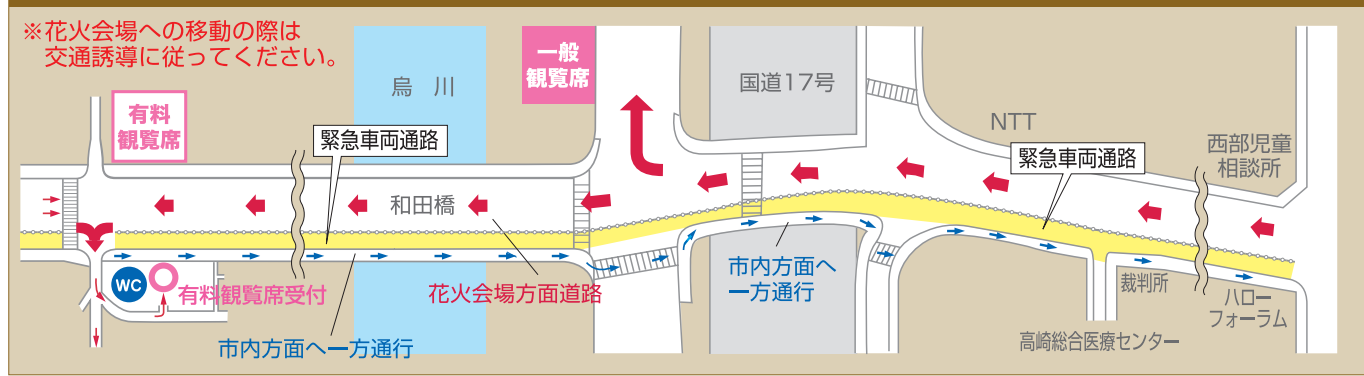 ※花火会場への移動の際は
交通誘導に従ってください。
有料
観覧席
烏 川
一般
観覧席
国道17号
NTT
西部児童
相談所
緊急車両通路
緊急車両通路
和田橋
WC
有料観覧席受付
花火会場方面道路
市内方面へ一方通行
市内方面へ
一方通行
裁判所
ハロー
フォーラム
高崎総合医療センター